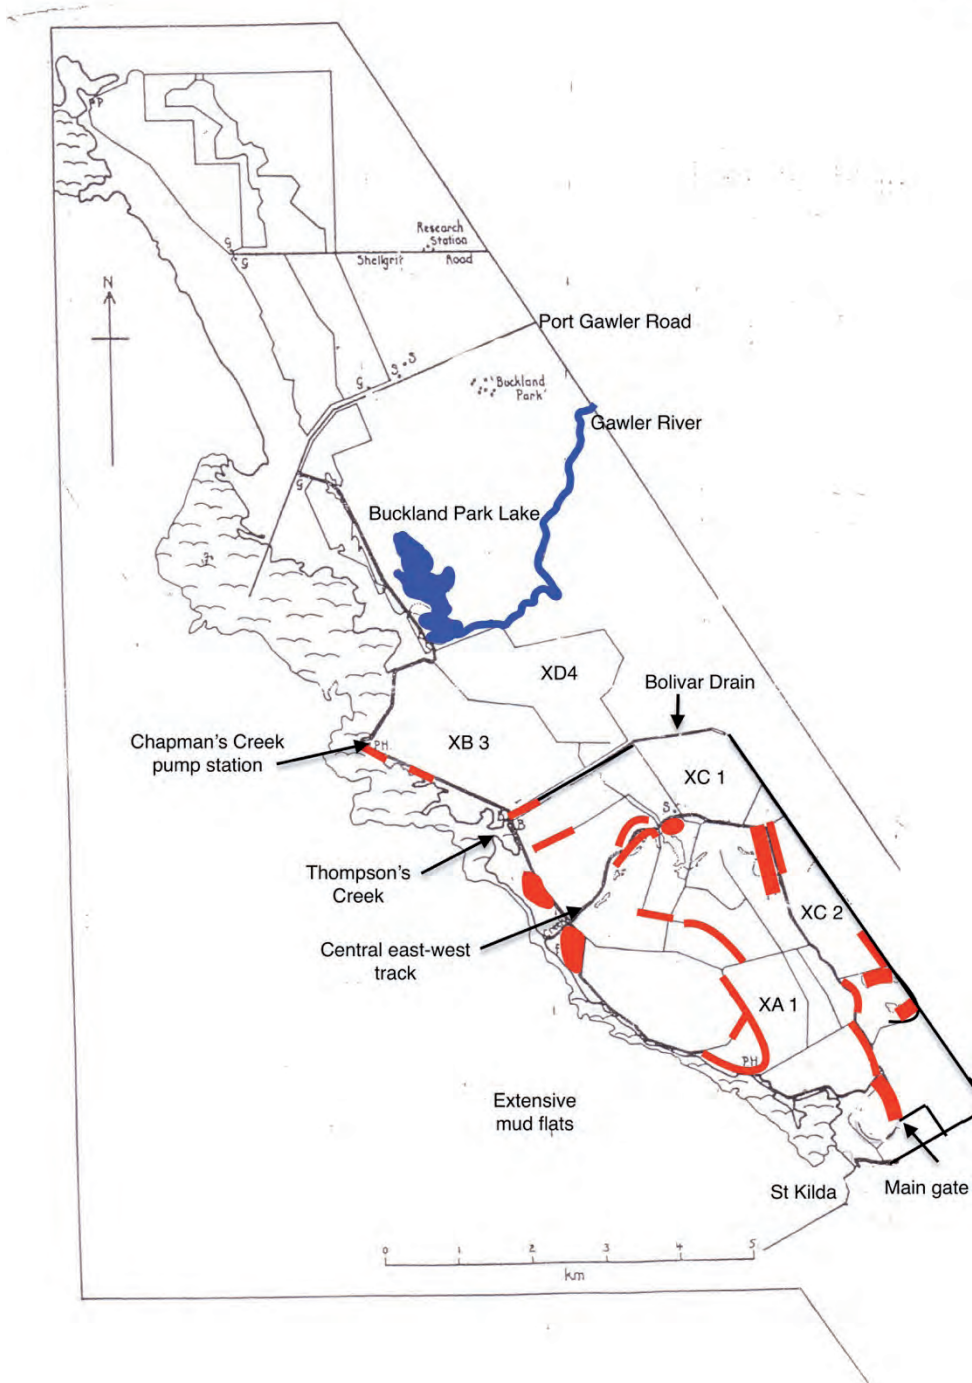 P
Research
Station
G
G
Shellgrit Road
N
Port Gawler Road
S
S
G
Buckland
Park
Gawler River
G
Buckland Park Lake
XD4
Bolivar Drain
Chapman's Creek
pump station
PH
XB 3
XC 1
S
B
Thompson's
Creek
XC 2
Central east-west
track
XA 1
PH
Extensive
mud flats
St Kilda
Main gate
0 1 2 3 4 5
km